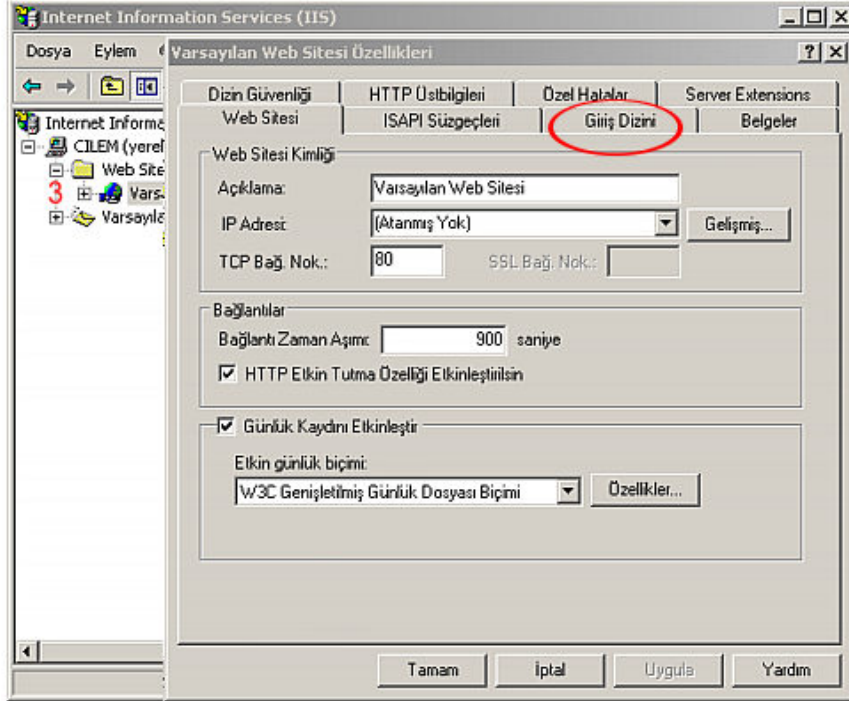 Internet Information Services (IIS)
Dosya Eylem
Varsayılan Web Sitesi Özellikleri
Internet Informa
CILEM (yerel
Web Site
3 Vars
Varsayıla
Dizin Güvenliği HTTP Üstbilgileri Özel Hatalar Server Extensions
Web Sitesi ISAPI Süzgeçleri Giriş Dizini Belgeler
Web Sitesi Kimliği
Açıklama: Varsayılan Web Sitesi
IP Adresi: (Atanmış Yok) Gelişmiş...
TCP Bağ. Nok.: 80 SSL Bağ. Nok.:
Bağlantılar
Bağlantı Zaman Aşımı: 900 saniye
HTTP Etkin Tutma Özelliği Etkinleştirilsin
Günlük Kaydını Etkinleştir
Etkin günlük biçimi:
W3C Genişletilmiş Günlük Dosyası Biçimi Özellikler...
Tamam İptal Uygula Yardım